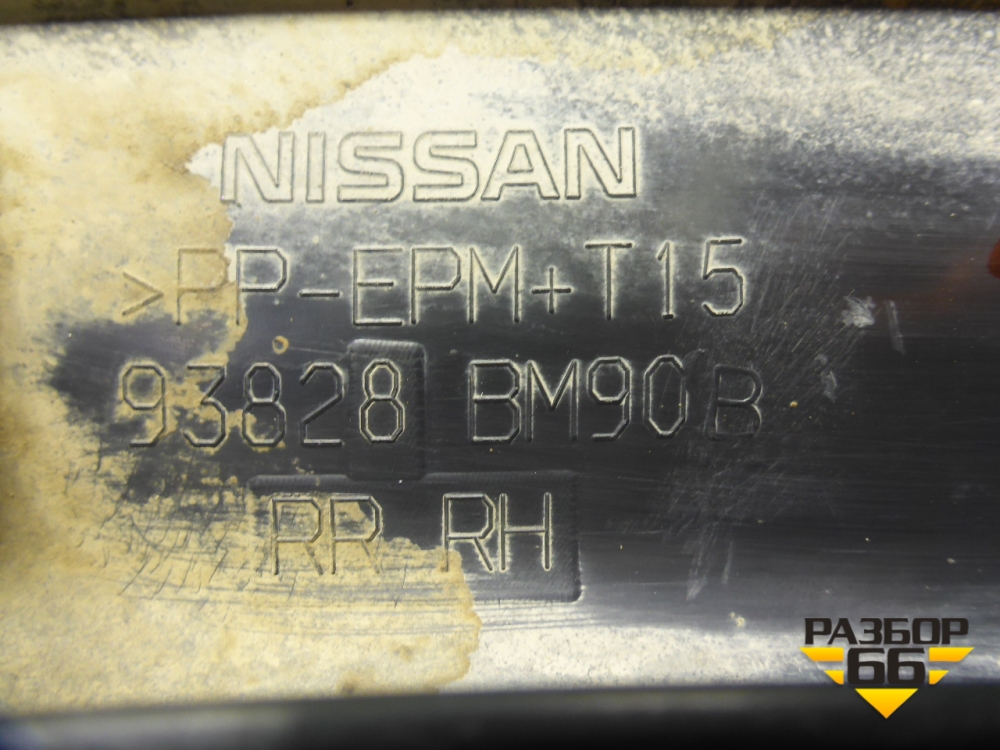 NISSAN
>PP-EPM+T15
93828 BM90B
RR RH
РАЗБОР
66